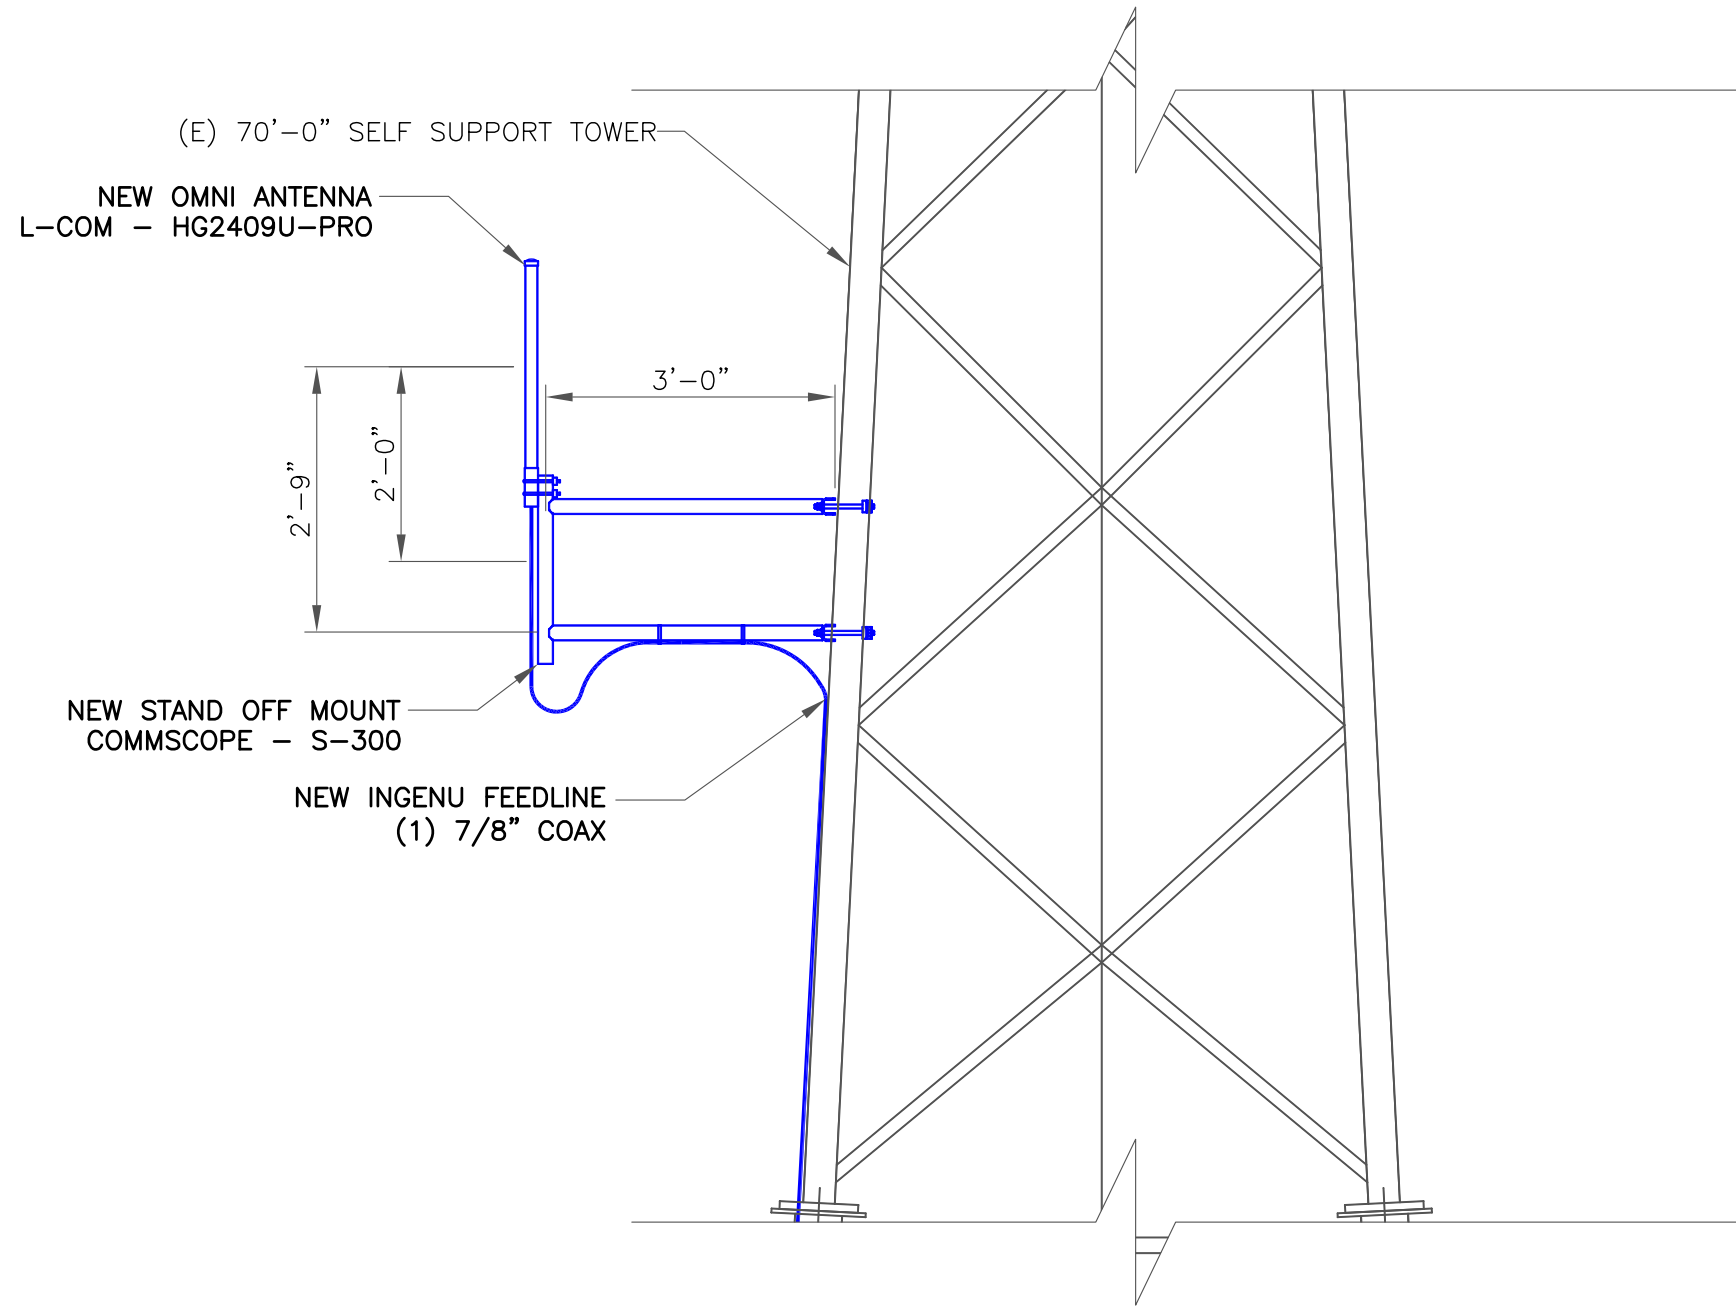 (E) 70'-0" SELF SUPPORT TOWER
NEW OMNI ANTENNA
L-COM - HG2409U-PRO
3'-0"
2'-0"
2'-9"
NEW STAND OFF MOUNT
COMMSCOPE - S-300
NEW INGENU FEEDLINE
(1) 7/8" COAX